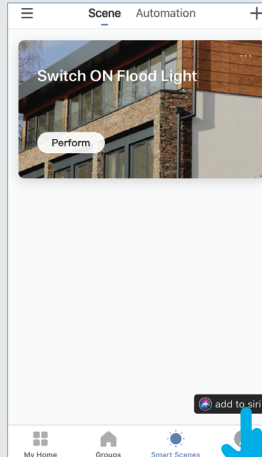 Scene Automation
Switch ON Flood Light
Perform
add to siri
My Home Groups Smart Scenes